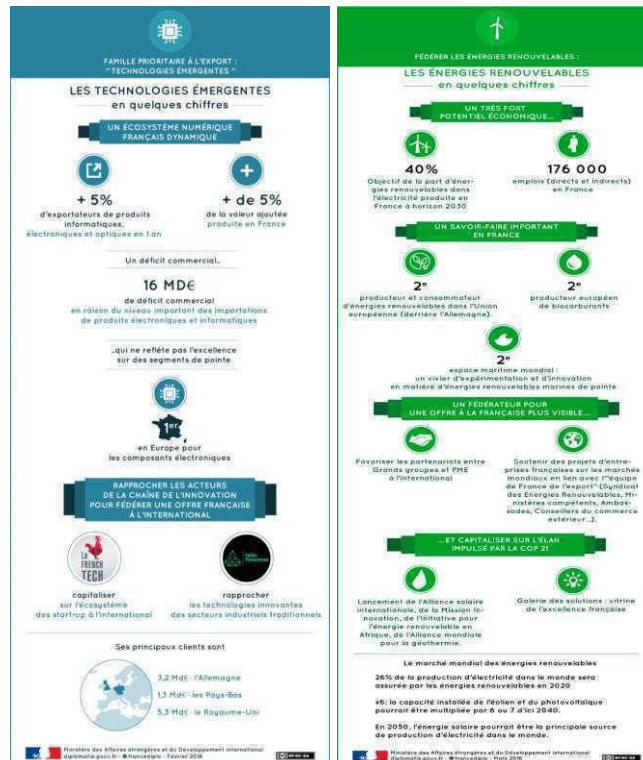 FAMILLE PRIORITAIRE À L'EXPORT :
"TECHNOLOGIES ÉMERGENTES"
LES TECHNOLOGIES ÉMERGENTES
en quelques chiffres
UN ÉCOSYSTÈME NUMÉRIQUE
FRANÇAIS DYNAMIQUE
+ 5%
d'exportateurs de produits
informatiques,
électroniques et optiques en 1 an
+ de 5%
de la valeur ajoutée
produite en France
Un déficit commercial..
16 MD€
de déficit commercial
en raison du niveau important des importations
de produits électroniques et informatiques
..qui ne reflète pas l'excellence
sur des segments de pointe
1er
en Europe pour
les composants électroniques
RAPPROCHER LES ACTEURS
DE LA CHAÎNE DE L'INNOVATION
POUR FÉDÉRER UNE OFFRE FRANÇAISE
À L'INTERNATIONAL
LA
FRENCH
TECH
capitaliser
sur l'écosystème
des start-up à l'international
rapprocher
les technologies innovantes
des secteurs industriels traditionnels
Ses principaux clients sont
3,2 Md€ - l'Allemagne
1,3 Md€ - les Pays-Bas
5,3 Md€ - le Royaume-Uni
Ministère des Affaires étrangères et du Développement international
diplomatie.gouv.fr - @francediplo - Février 2016
FÉDÉRER LES ÉNERGIES RENOUVELABLES :
LES ÉNERGIES RENOUVELABLES
en quelques chiffres
UN TRÈS FORT
POTENTIEL ÉCONOMIQUE...
40%
Objectif de la part d'éner-
gies renouvelables dans
l'électricité produite en
France à horizon 2030
176 000
emplois (directs et indirects)
en France
UN SAVOIR-FAIRE IMPORTANT
EN FRANCE
2e
producteur et consommateur
d'énergies renouvelables dans l'Union
européenne (derrière l'Allemagne).
2e
producteur européen
de biocarburants
2e
espace maritime mondial :
un vivier d'expérimentation et d'innovation
en matière d'énergies renouvelables marines de pointe
UN FÉDÉRATEUR POUR
UNE OFFRE À LA FRANÇAISE PLUS VISIBLE...
Favoriser les partenariats entre
Grands groupes et PME
à l'international
Soutenir des projets d'entre-
prises françaises sur les marchés
mondiaux en lien avec l'"équipe
de France de l'export" (Syndicat
des Energies Renouvelables, Mi-
nistères compétents, Ambas-
sades, Conseillers du commerce
extérieur...).
...ET CAPITALISER SUR L'ÉLAN
IMPULSÉ PAR LA COP 21
Lancement de l'Alliance solaire
internationale, de la Mission In-
novation, de l'Initiative pour
l'énergie renouvelable en
Afrique, de l'Alliance mondiale
pour la géothermie.
Galerie des solutions : vitrine
de l'excellence française
Le marché mondial des énergies renouvelables
26% de la production d'électricité dans le monde sera
assurée par les énergies renouvelables en 2020
x6: la capacité installée de l'éolien et du photovoltaïque
pourrait être multipliée par 6 ou 7 d'ici 2040.
En 2050, l'énergie solaire pourrait être la principale source
de production d'électricité dans le monde.
Ministère des Affaires étrangères et du Développement international
diplomatie.gouv.fr - @francediplo - Mars 2016